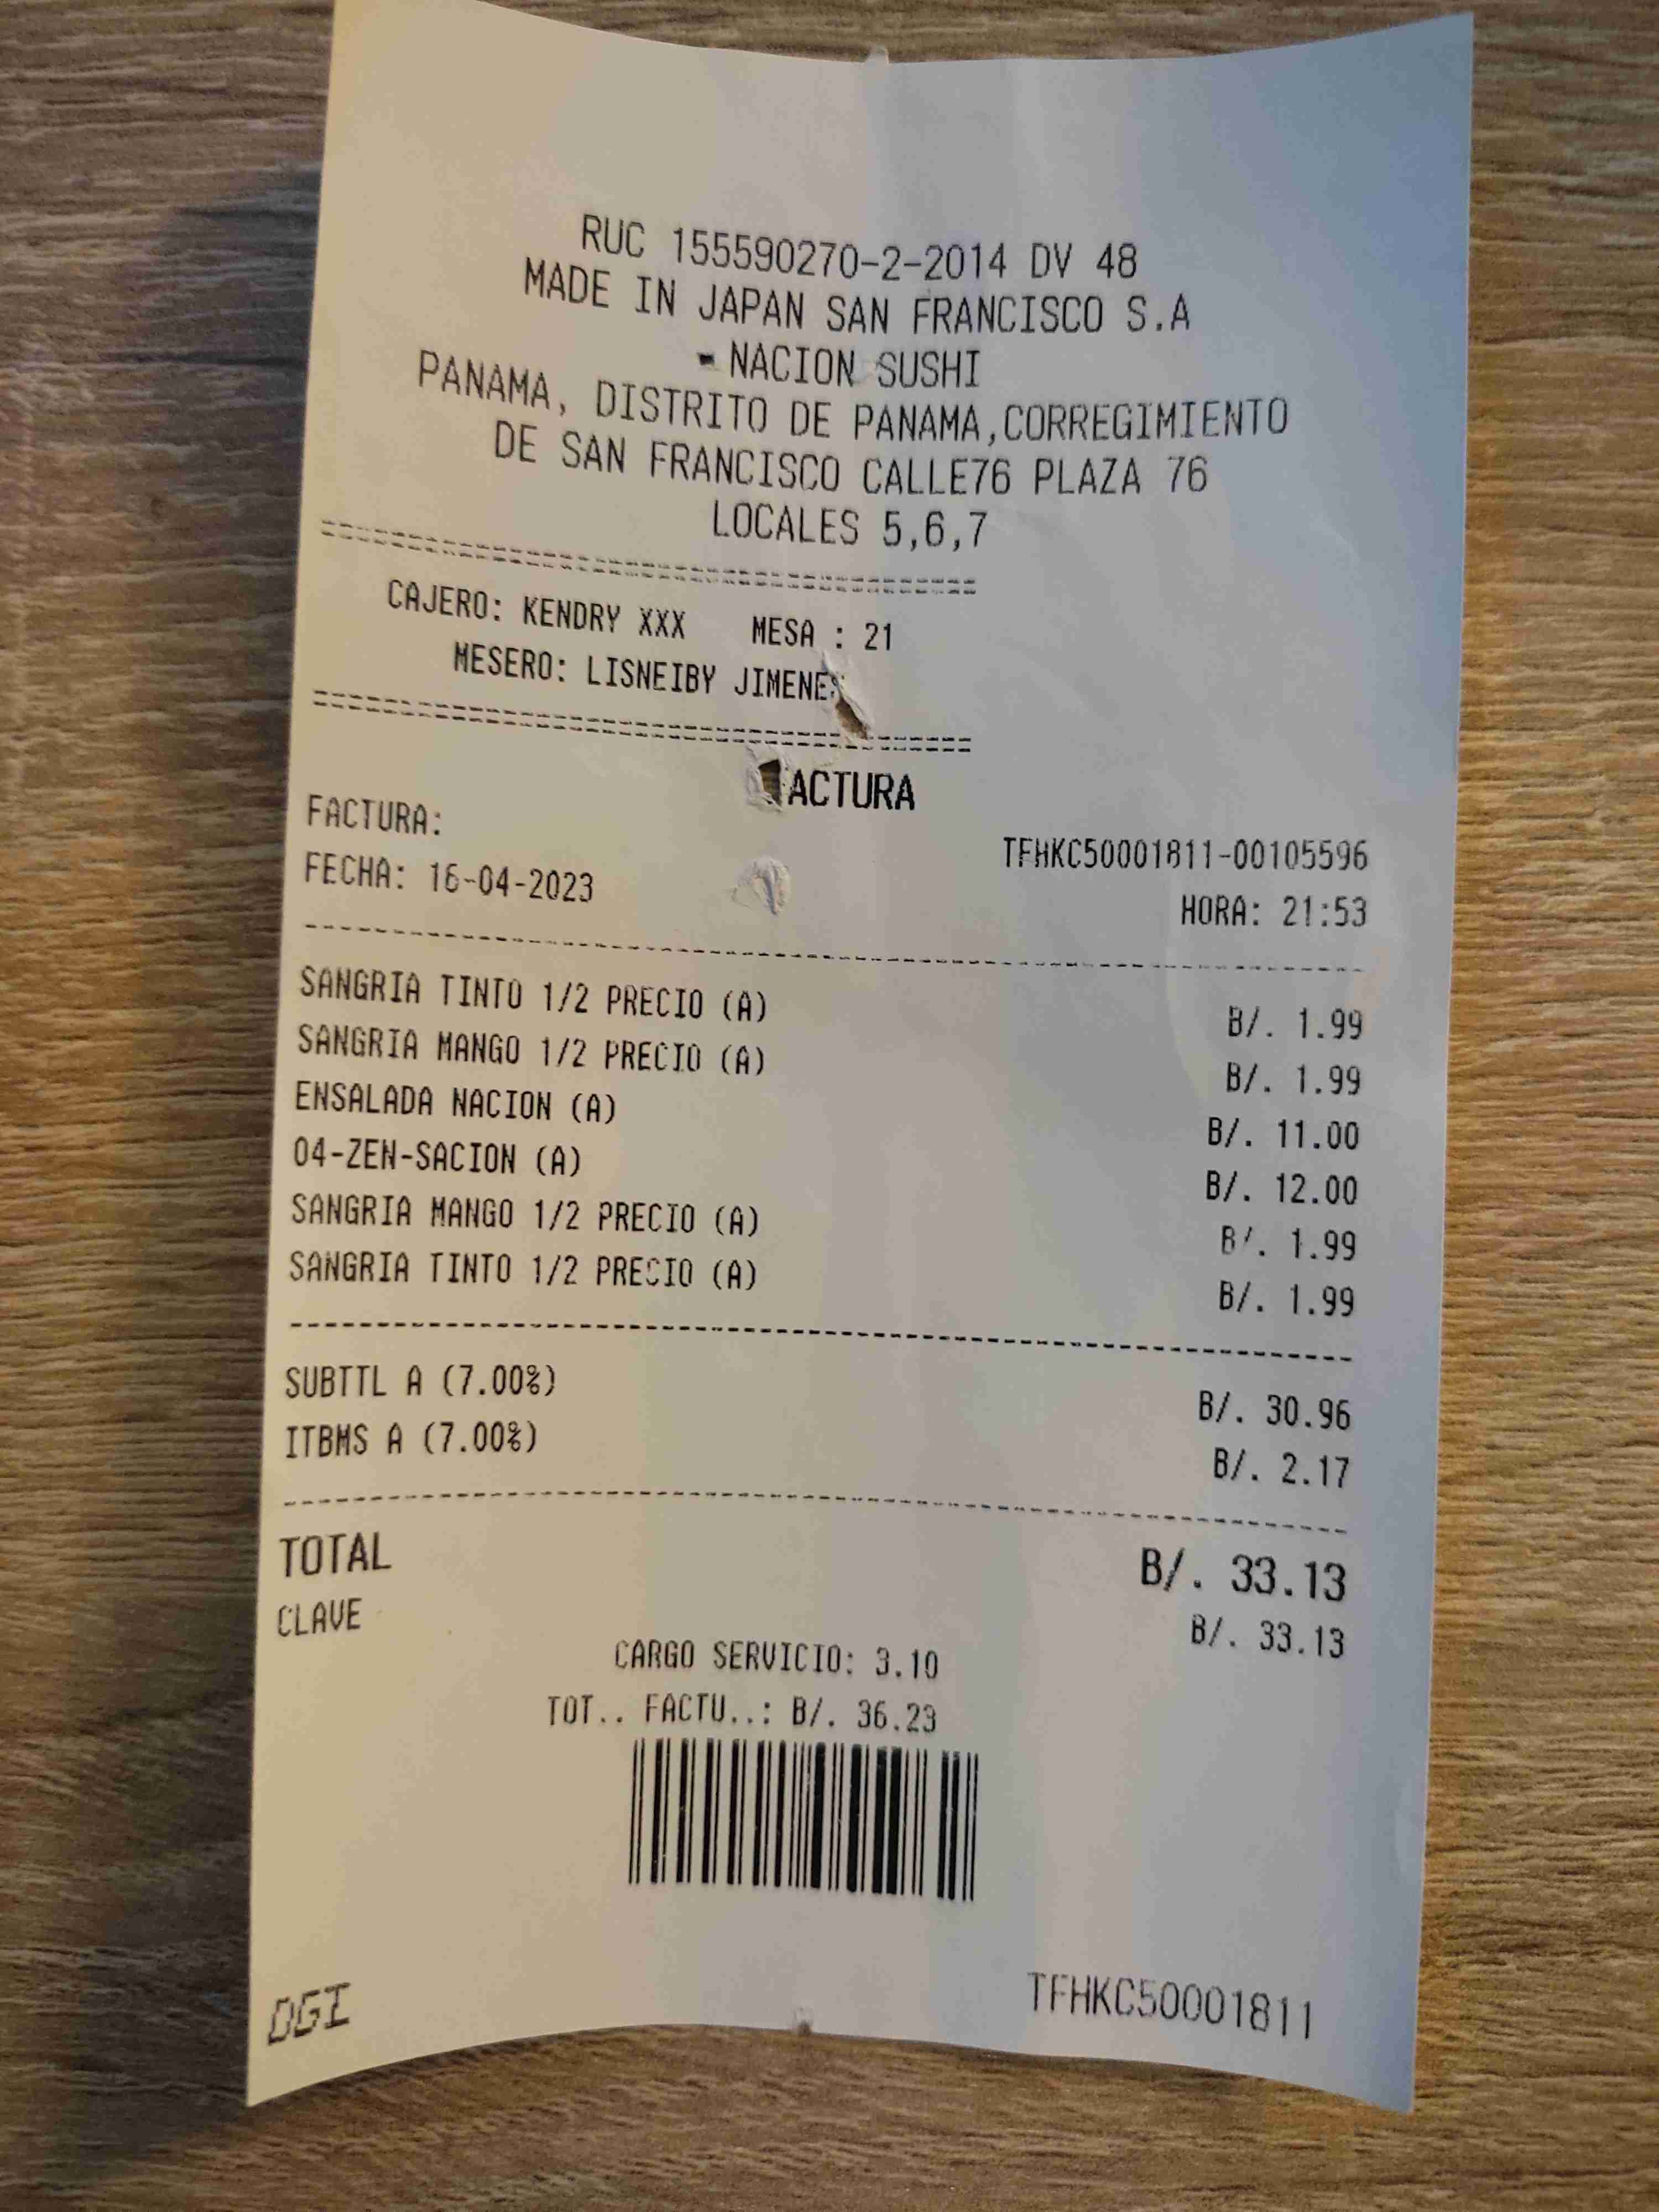 RUC 155590270-2-2014 DV 48
MADE IN JAPAN SAN FRANCISCO S.A
- NACION SUSHI
PANAMA, DISTRITO DE PANAMA,CORREGIMIENTO
DE SAN FRANCISCO CALLE76 PLAZA 76
LOCALES 5,6,7
CAJERO: KENDRY XXX MESA : 21
MESERO: LISNEIBY
ACTURA
FACTURA: TFHKC50001811-00105596
FECHA: 16-04-2023 HORA: 21:53
SANGRIA TINTO 1/2 PRECIO (A) B/. 1.99
SANGRIA MANGO 1/2 PRECIO (A) B/. 1.99
ENSALADA NACION (A) B/. 11.00
04-ZEN-SACION (A) B/. 12.00
SANGRIA MANGO 1/2 PRECIO (A) B/. 1.99
SANGRIA TINTO 1/2 PRECIO (A) B/. 1.99
SUBTTL A (7.00%) B/. 30.96
ITBMS A (7.00%) B/. 2.17
TOTAL B/. 33.13
CLAVE B/. 33.13
CARGO SERVICIO: 3.10
TOT.. FACTU..: B/. 36.23
DGI TFHKC50001811